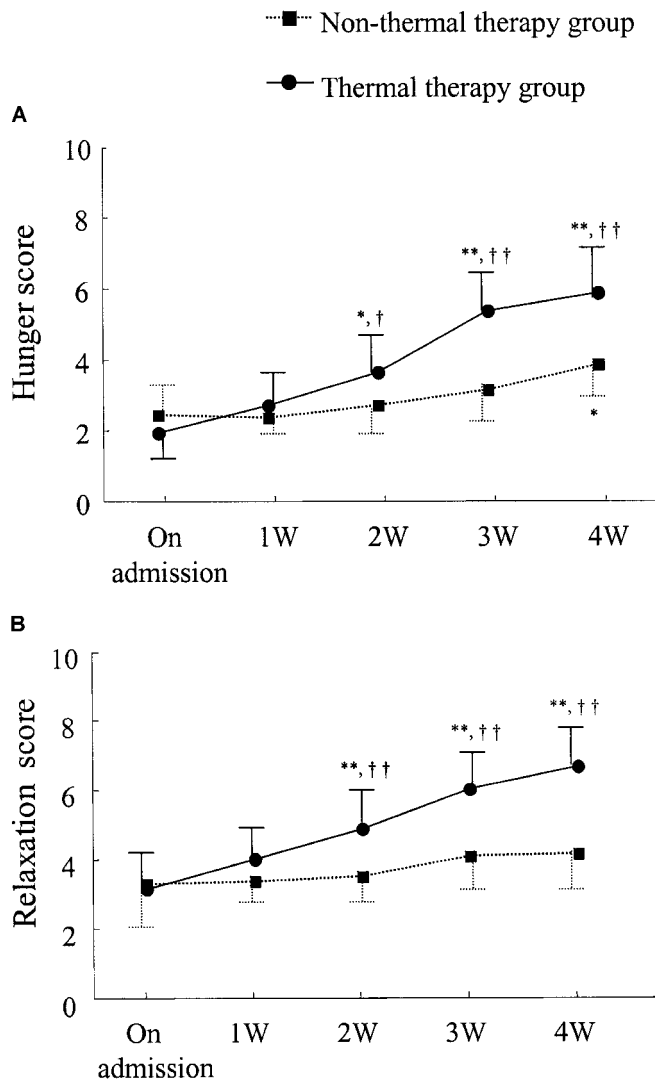 Non-thermal therapy group
Thermal therapy group
A
10
8
6
4
2
0
Hunger score
*, †
**, ††
**, ††
*
On admission
1W
2W
3W
4W
B
10
8
6
4
2
0
Relaxation score
**, ††
**, ††
**, ††
On admission
1W
2W
3W
4W